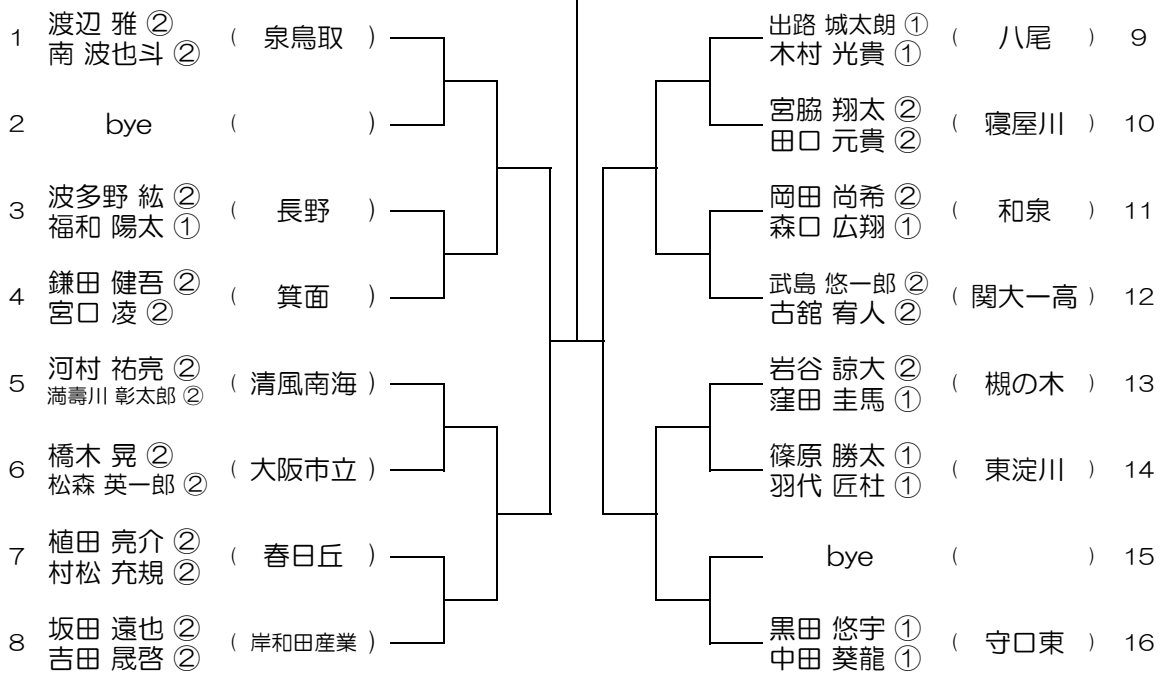 1 渡辺 雅 ② ( 泉鳥取 )
南 波也斗 ②
2 bye ( )
3 波多野 紘 ② ( 長野 )
福和 陽太 ①
4 鎌田 健吾 ② ( 箕面 )
宮口 凌 ②
5 河村 祐亮 ② ( 清風南海 )
満壽川 彰太郎 ②
6 橋木 晃 ② ( 大阪市立 )
松森 英一郎 ②
7 植田 亮介 ② ( 春日丘 )
村松 充規 ②
8 坂田 遠也 ② ( 岸和田産業 )
吉田 晟啓 ②
出路 城太朗 ① ( 八尾 ) 9
木村 光貴 ①
宮脇 翔太 ② ( 寝屋川 ) 10
田口 元貴 ②
岡田 尚希 ② ( 和泉 ) 11
森口 広翔 ①
武島 悠一郎 ② ( 関大一高 ) 12
古舘 宥人 ②
岩谷 諒大 ② ( 槻の木 ) 13
窪田 圭馬 ①
篠原 勝太 ① ( 東淀川 ) 14
羽代 匠杜 ①
bye ( ) 15
黒田 悠宇 ① ( 守口東 ) 16
中田 葵龍 ①